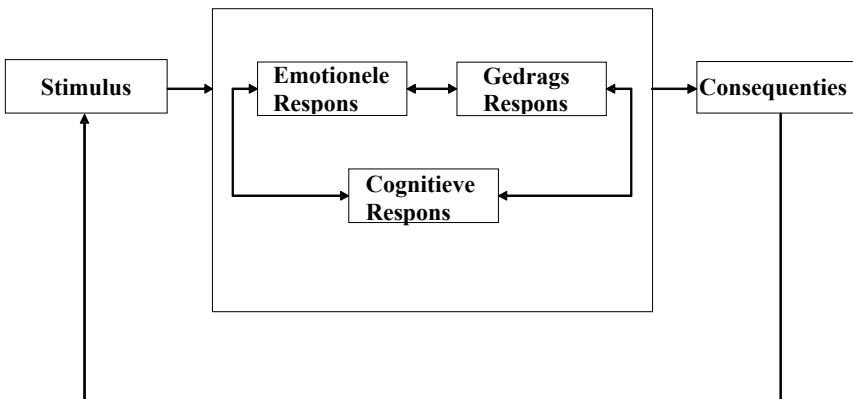 Stimulus
Emotionele
Respons
Gedrags
Respons
Consequenties
Cognitieve
Respons